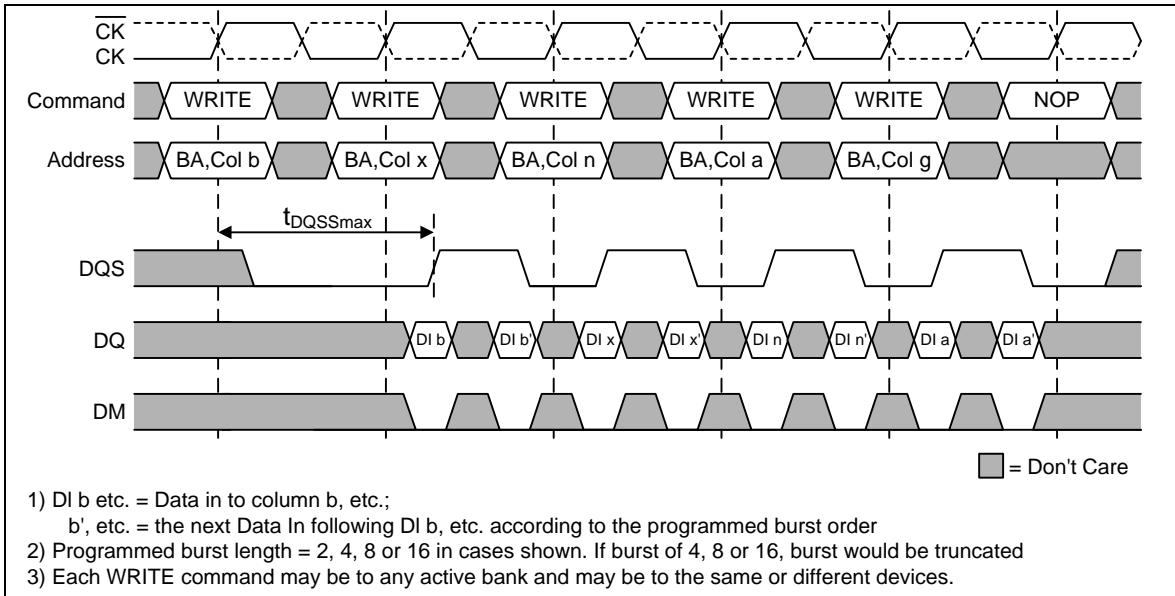 CK
CK
Command WRITE WRITE WRITE WRITE WRITE NOP
Address BA,Col b BA,Col x BA,Col n BA,Col a BA,Col g
tDQSSmax
DQS
DQ DI b DI b' DI x DI x' DI n DI n' DI a DI a'
DM
= Don't Care
1) DI b etc. = Data in to column b, etc.;
b', etc. = the next Data In following DI b, etc. according to the programmed burst order
2) Programmed burst length = 2, 4, 8 or 16 in cases shown. If burst of 4, 8 or 16, burst would be truncated
3) Each WRITE command may be to any active bank and may be to the same or different devices.